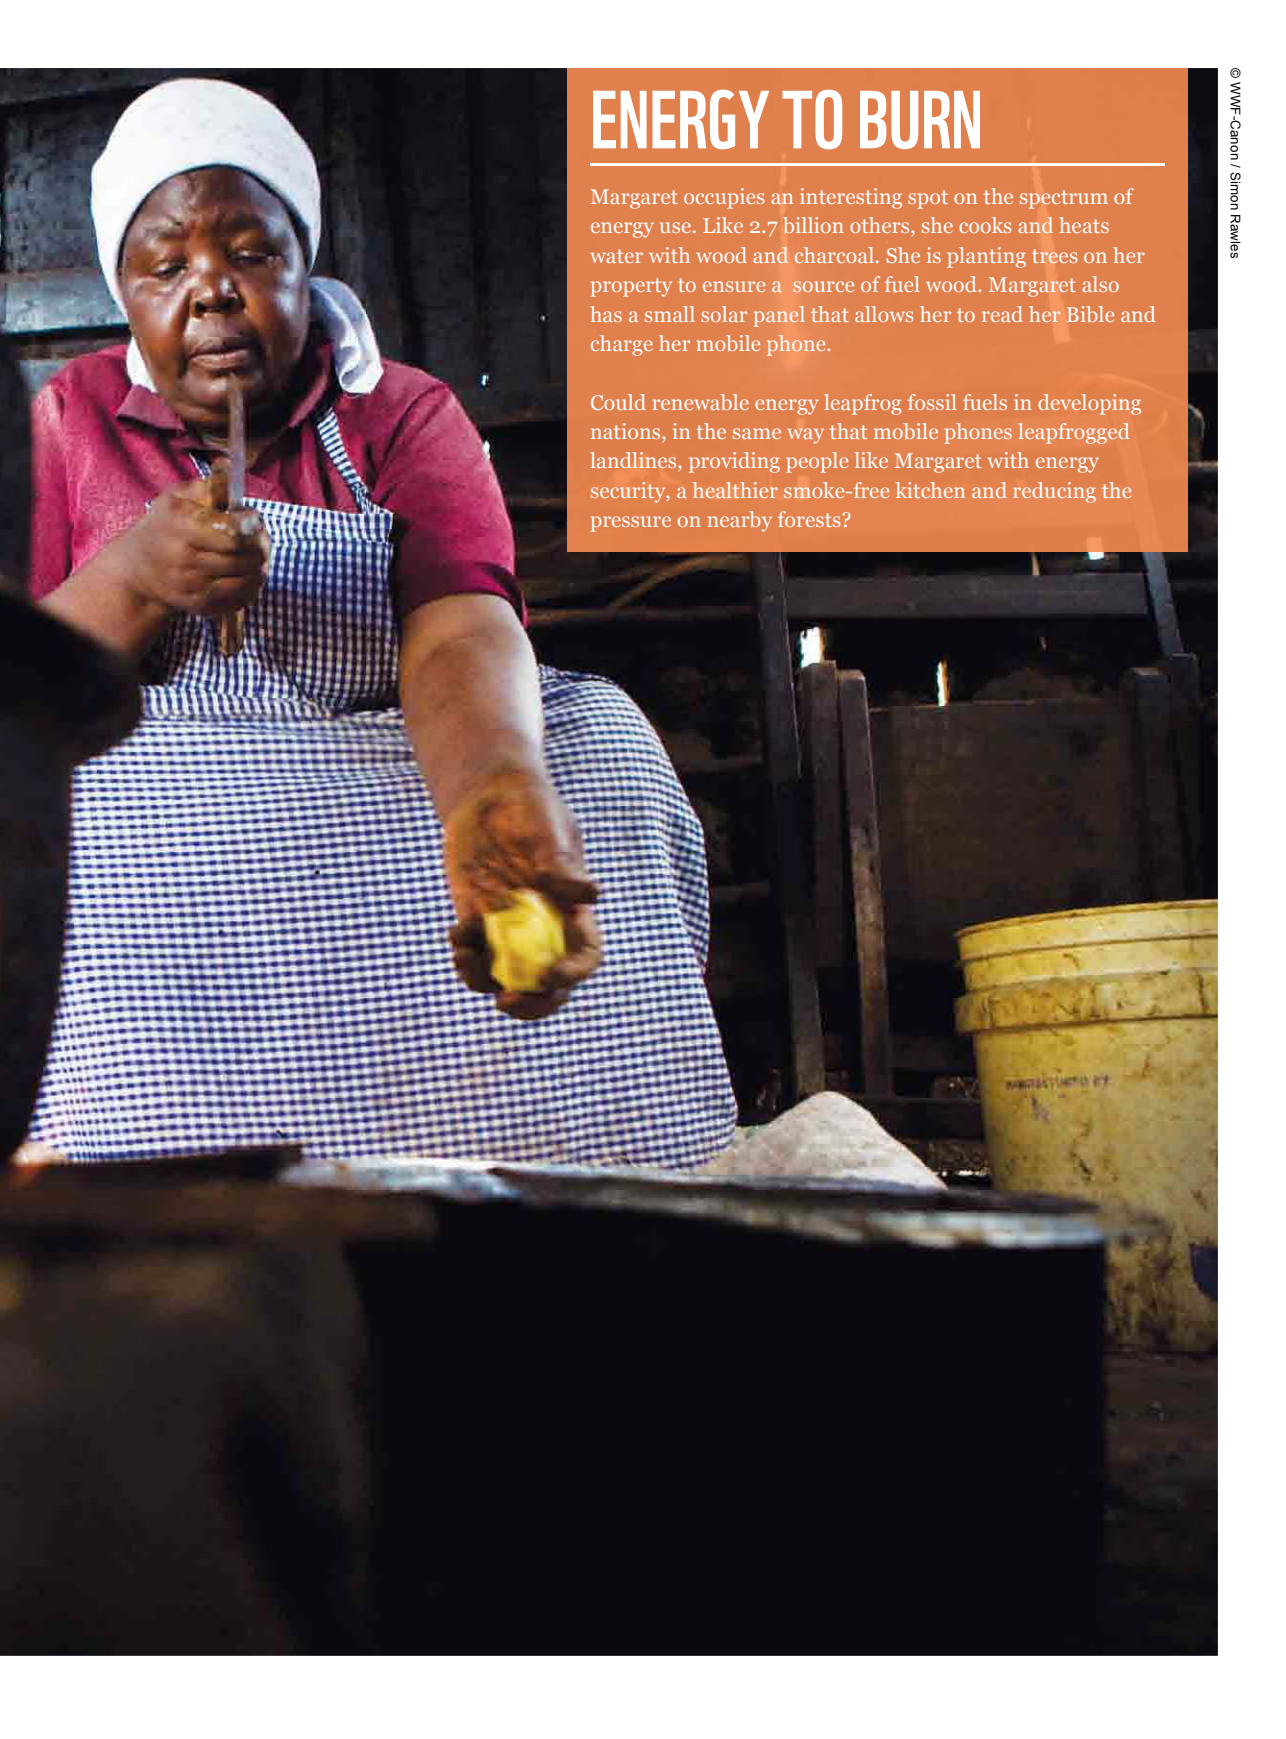 ENERGY TO BURN
Margaret occupies an interesting spot on the spectrum of
energy use. Like 2.7 billion others, she cooks and heats
water with wood and charcoal. She is planting trees on her
property to ensure a  source of fuel wood. Margaret also
has a small solar panel that allows her to read her Bible and
charge her mobile phone.
Could renewable energy leapfrog fossil fuels in developing
nations, in the same way that mobile phones leapfrogged
landlines, providing people like Margaret with energy
security, a healthier smoke-free kitchen and reducing the
pressure on nearby forests?
© WWF-Canon / Simon Rawles